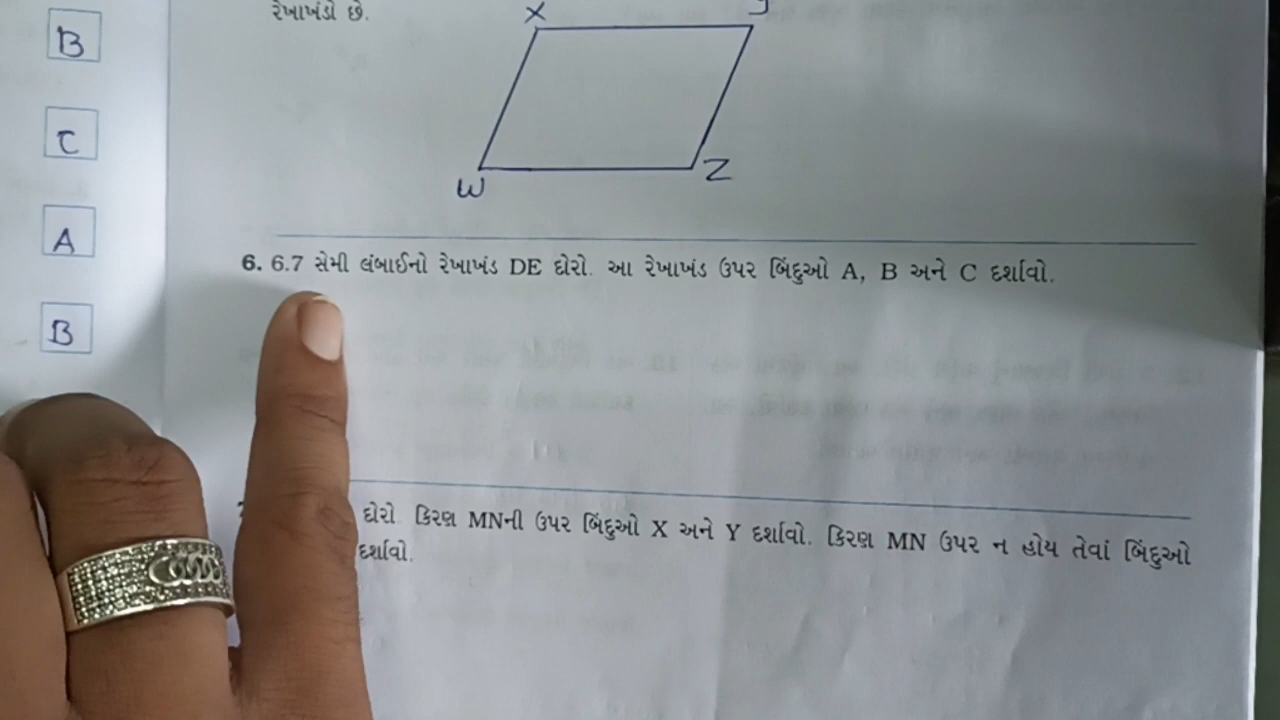 રેખાખંડો છે.
B
X
C
W
Z
A
6. 6.7 સેમી લંબાઈનો રેખાખંડ DE દોરો. આ રેખાખંડ ઉપર બિંદુઓ A, B અને C દર્શાવો.
B
દોરો. કિરણ MNની ઉપર બિંદુઓ X અને Y દર્શાવો. કિરણ MN ઉપર ન હોય તેવાં બિંદુઓ
દર્શાવો.